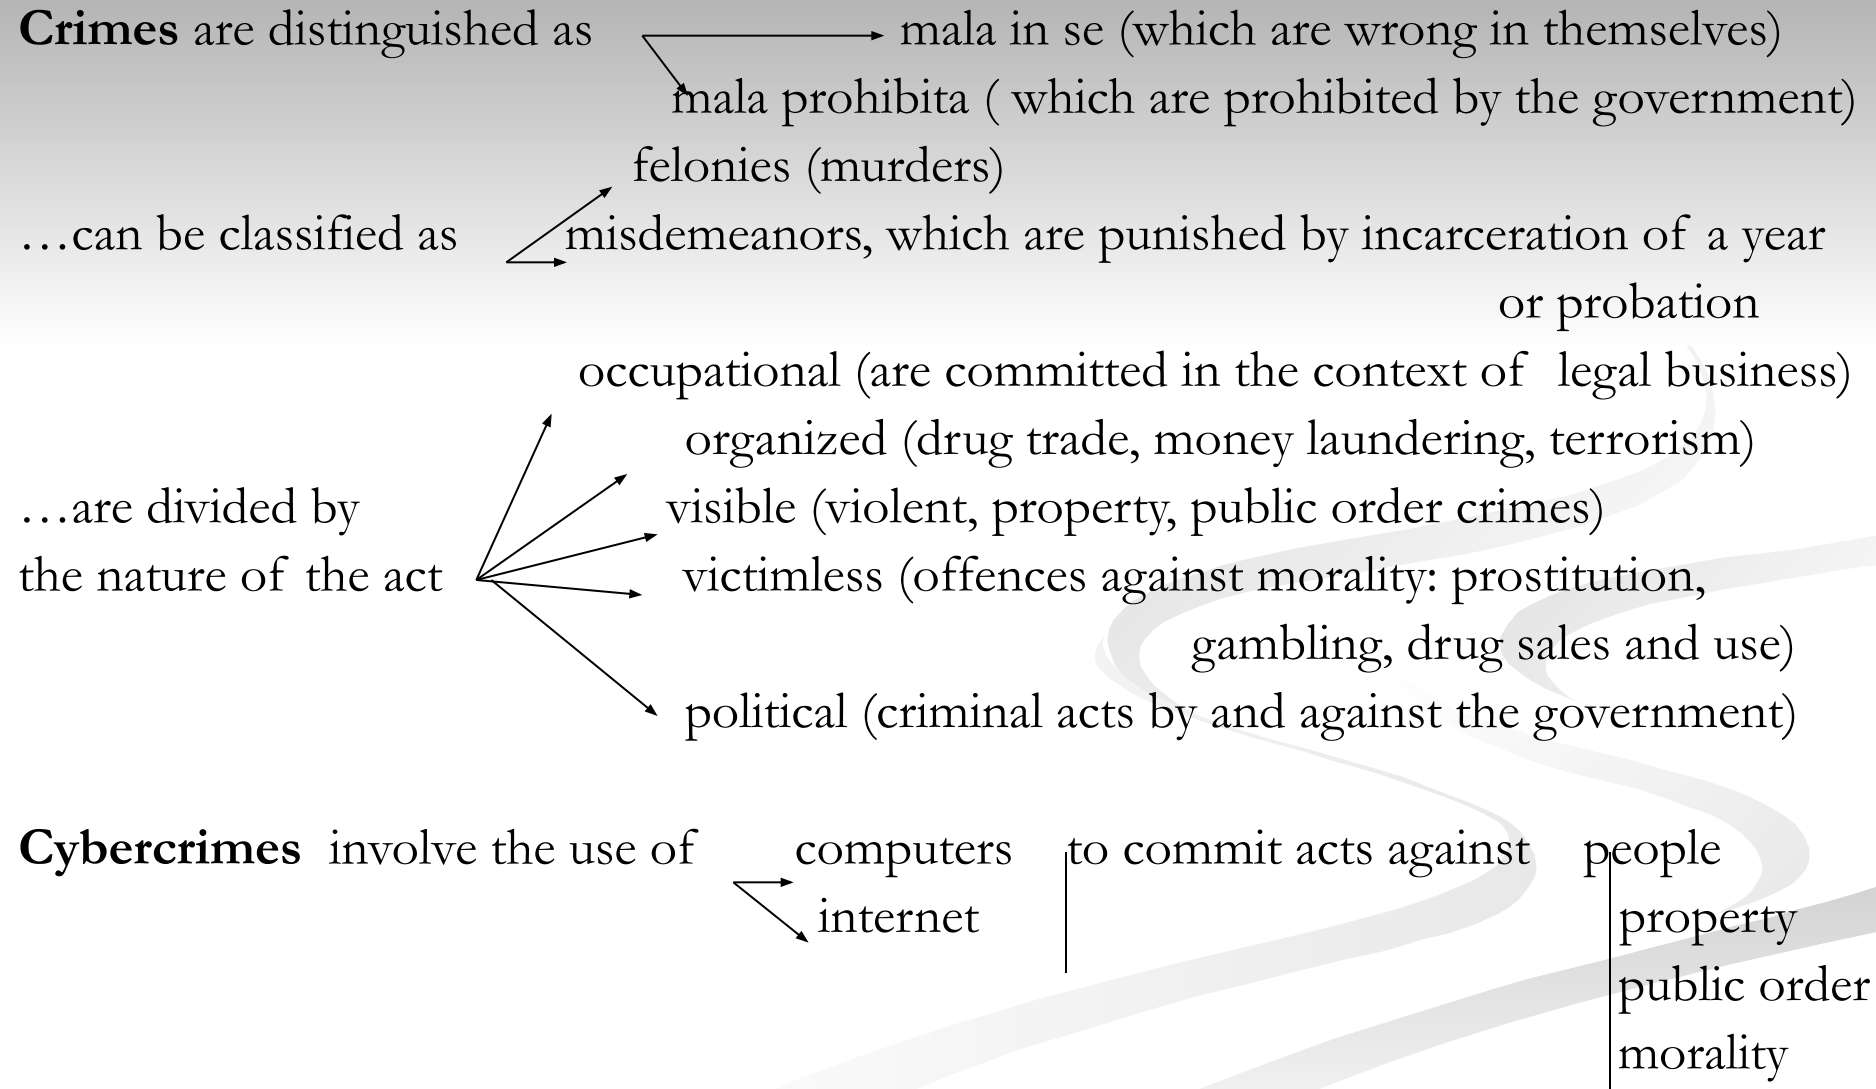 Crimes are distinguished as mala in se (which are wrong in themselves)
mala prohibita ( which are prohibited by the government)
felonies (murders)
…can be classified as misdemeanors, which are punished by incarceration of a year
or probation
occupational (are committed in the context of legal business)
organized (drug trade, money laundering, terrorism)
…are divided by visible (violent, property, public order crimes)
the nature of the act victimless (offences against morality: prostitution,
gambling, drug sales and use)
political (criminal acts by and against the government)
Cybercrimes involve the use of computers to commit acts against people
internet property
public order
morality